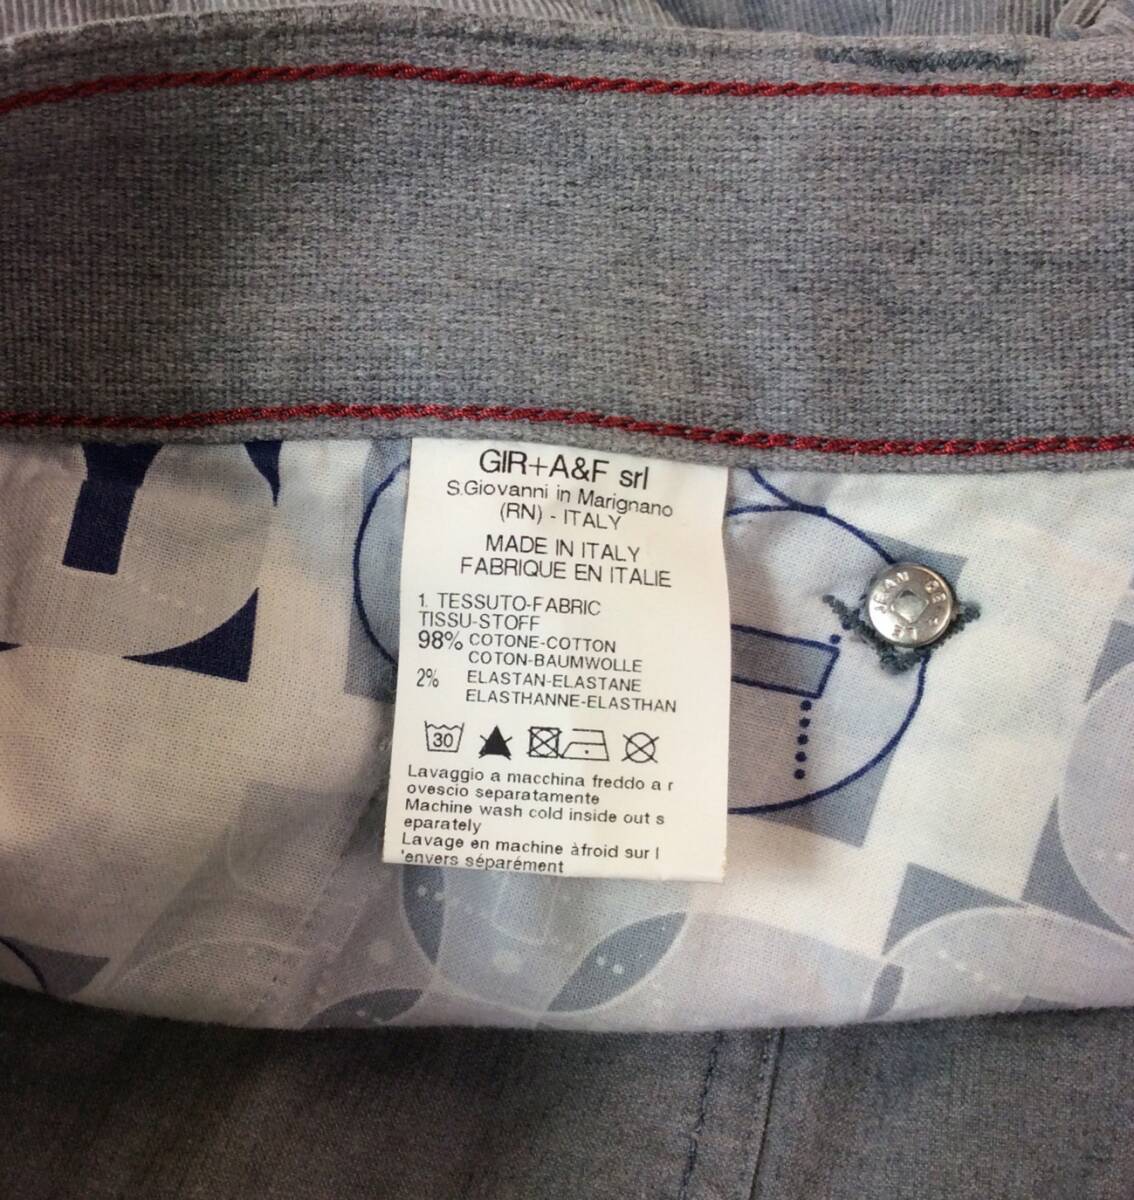 GIR+A&F srl
S.Giovanni in Marignano
(RN) - ITALY
MADE IN ITALY
FABRIQUE EN ITALIE
1. TESSUTO-FABRIC
TISSU-STOFF
98% COTONE-COTTON
COTON-BAUMWOLLE
2% ELASTAN-ELASTANE
ELASTHANNE-ELASTHAN
30
Lavaggio a macchina freddo a r
ovescio separatamente
Machine wash cold inside out s
eparately
Lavage en machine àfroid sur l
'envers séparément
JEAN